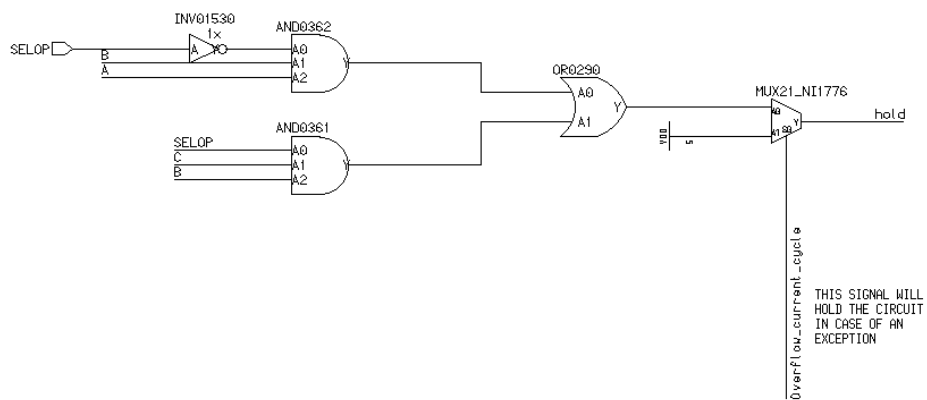 INV01530
1x
SELOP
A Y
B
A
AND0362
A0
A1
A2
Y
OR0290
A0
A1
Y
MUX21_NI1776
A0
A1
S0
Y
hold
AND0361
SELOP
C
B
A0
A1
A2
Y
VDD
Overflow_current_cycle
THIS SIGNAL WILL
HOLD THE CIRCUIT
IN CASE OF AN
EXCEPTION